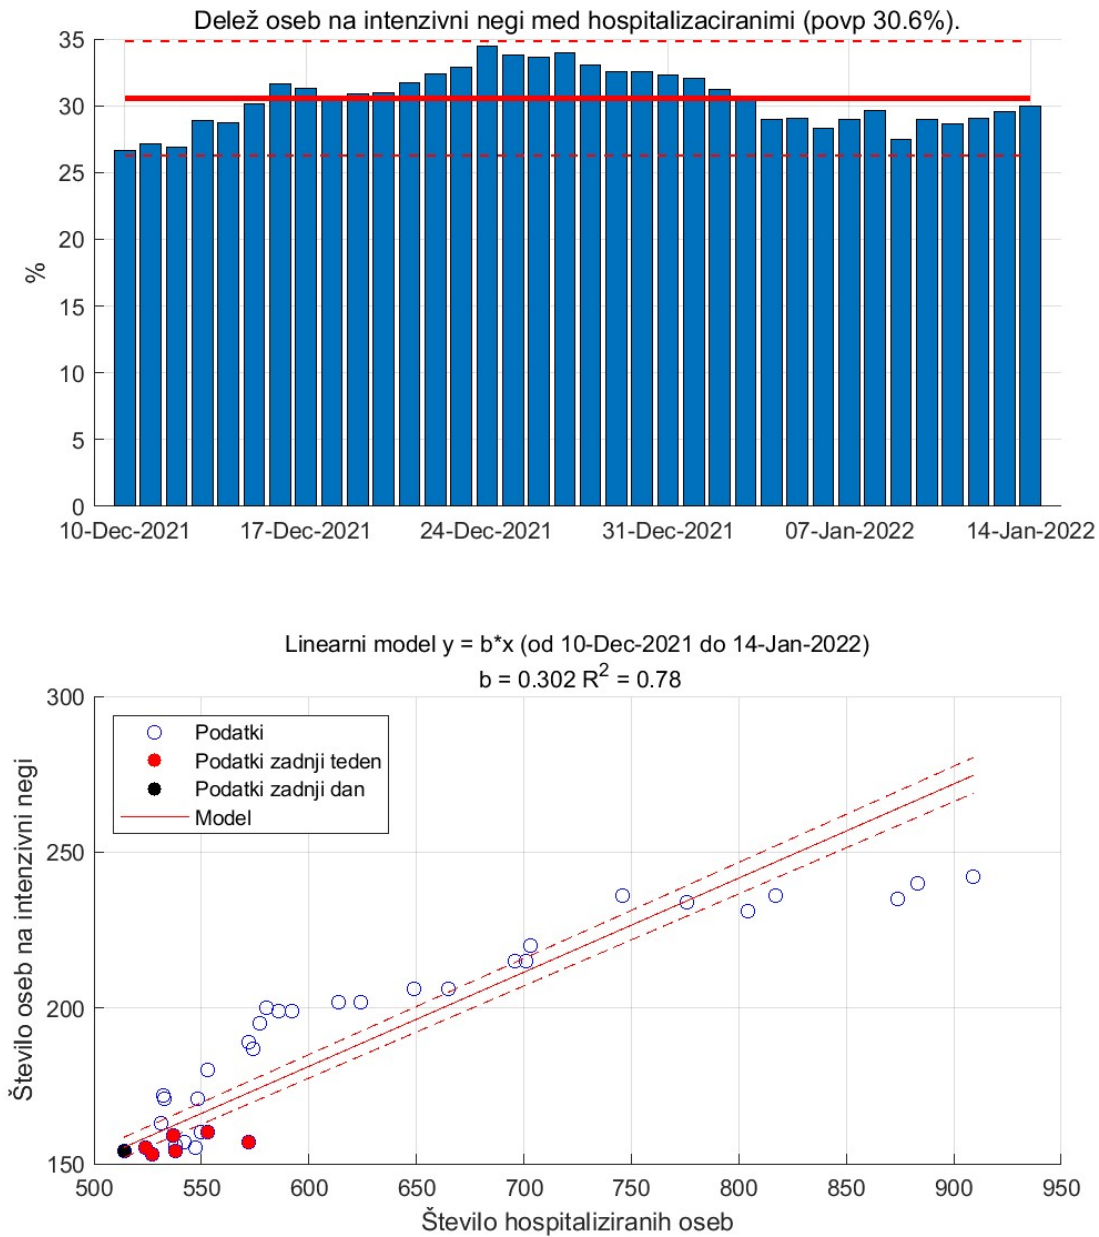 Delež oseb na intenzivni negi med hospitalizaciranimi (povp 30.6%).
35
30
25
20
15
10
5
0
%
10-Dec-2021 17-Dec-2021 24-Dec-2021 31-Dec-2021 07-Jan-2022 14-Jan-2022
Linearni model y = b*x (od 10-Dec-2021 do 14-Jan-2022)
b = 0.302 R² = 0.78
300
250
200
150
Število oseb na intenzivni negi
Podatki
Podatki zadnji teden
Podatki zadnji dan
Model
500 550 600 650 700 750 800 850 900 950
Število hospitaliziranih oseb